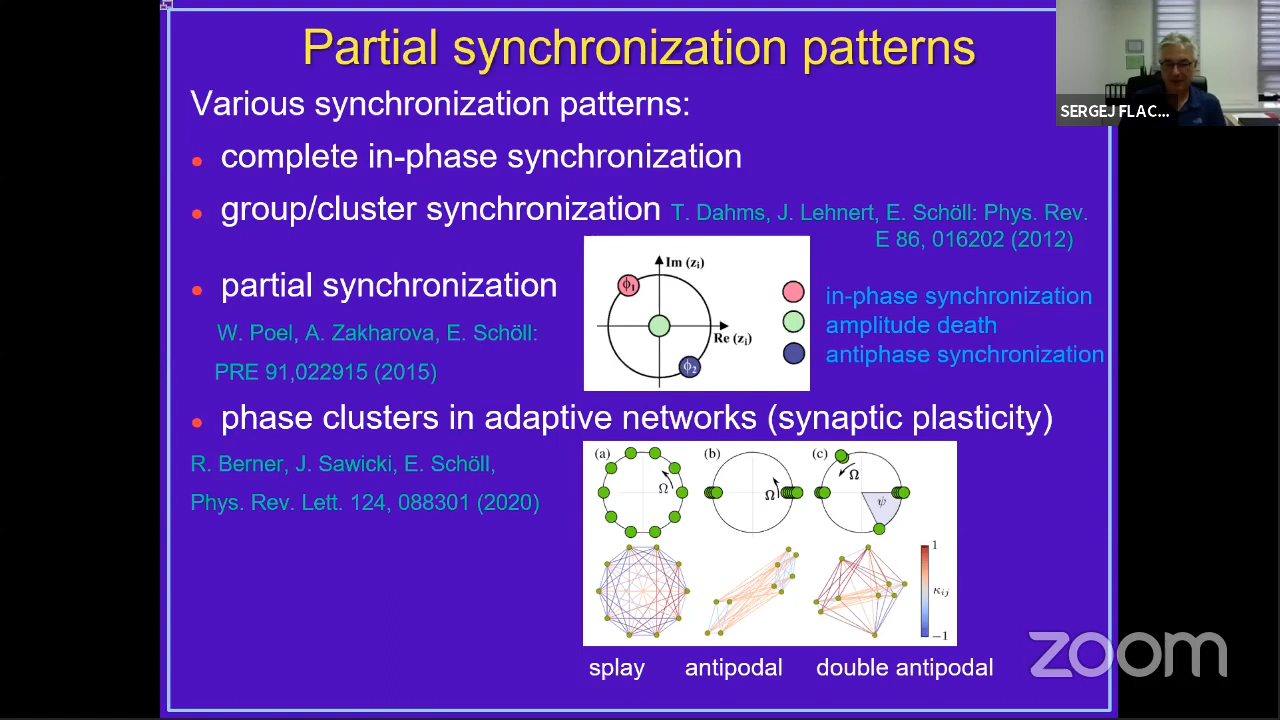 Partial synchronization patterns
SERGEJ FLAC...
Various synchronization patterns:
• complete in-phase synchronization
• group/cluster synchronization T. Dahms, J. Lehnert, E. Schöll: Phys. Rev.
E 86, 016202 (2012)
• partial synchronization
W. Poel, A. Zakharova, E. Schöll:
PRE 91,022915 (2015)
Im (zi)
ϕ1
Re (zi)
ϕ2
in-phase synchronization
amplitude death
antiphase synchronization
• phase clusters in adaptive networks (synaptic plasticity)
R. Berner, J. Sawicki, E. Schöll,
Phys. Rev. Lett. 124, 088301 (2020)
(a) (b) (c)
Ω Ω Ω
ψ
1
κij
−1
splay antipodal double antipodal
zoom